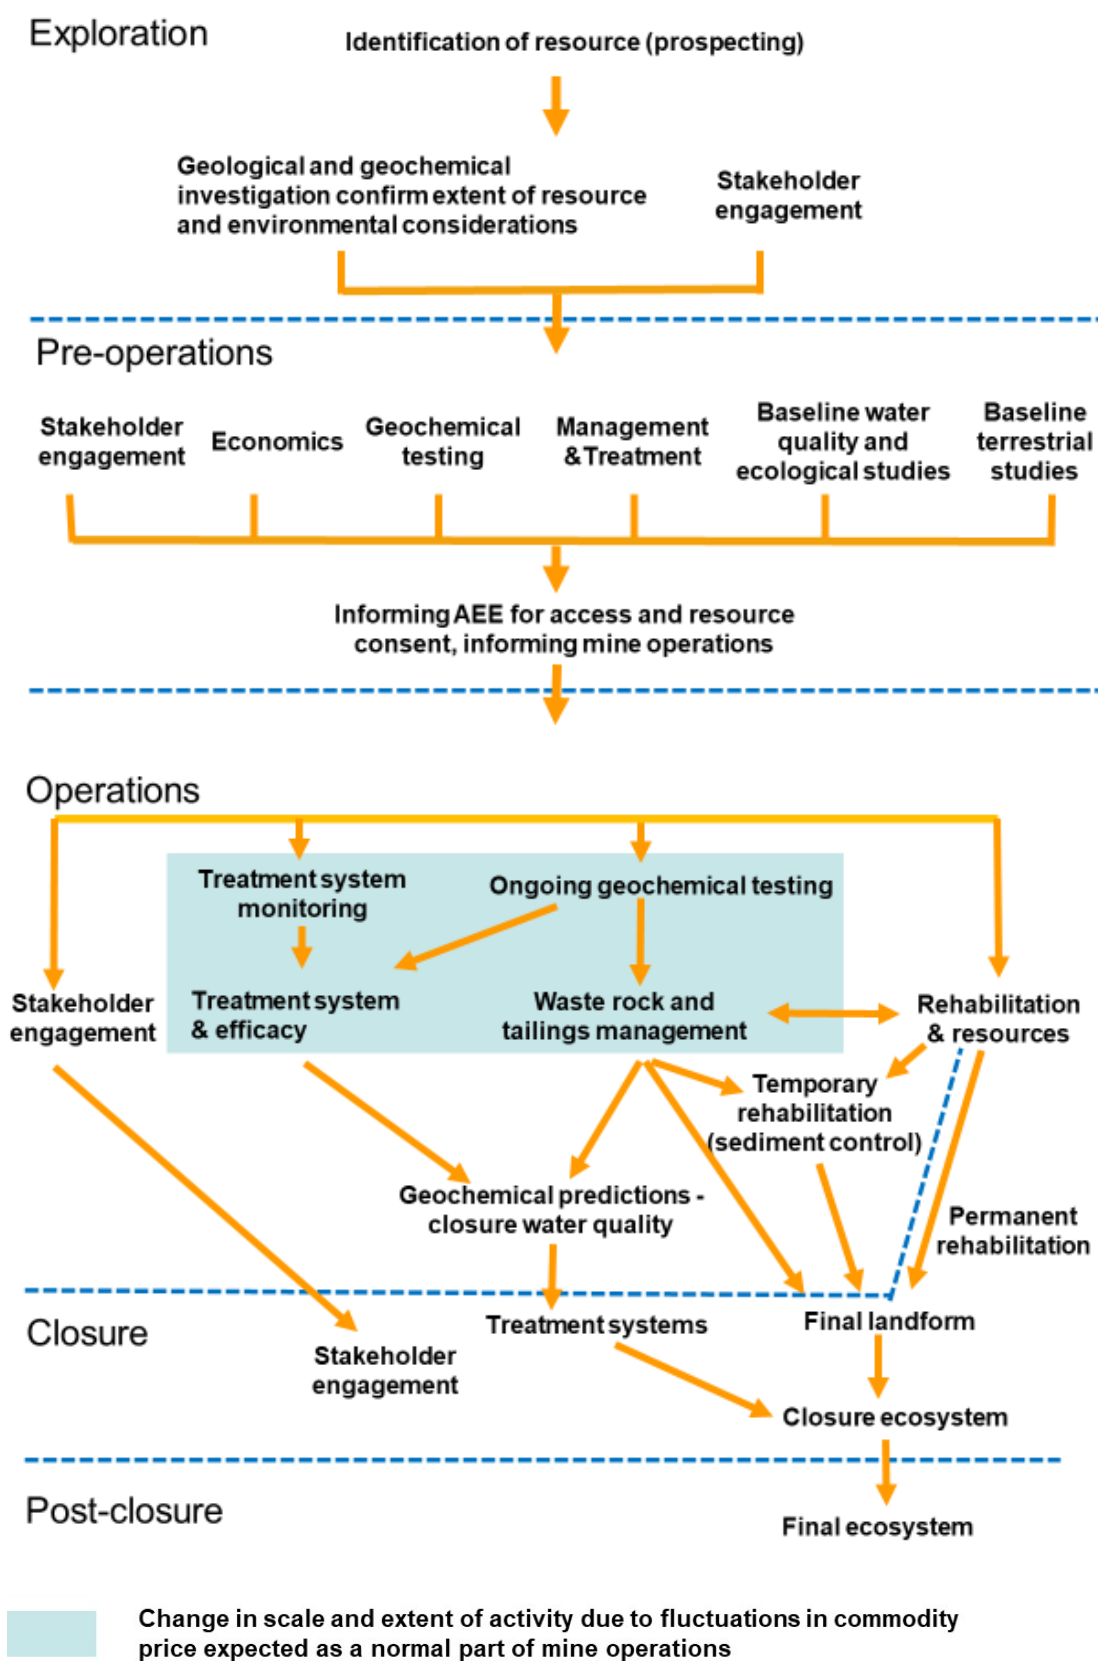 Exploration
Identification of resource (prospecting)
Geological and geochemical
investigation confirm extent of resource
and environmental considerations
Stakeholder
engagement
Pre-operations
Stakeholder
engagement
Economics
Geochemical
testing
Management
&Treatment
Baseline water
quality and
ecological studies
Baseline
terrestrial
studies
Informing AEE for access and resource
consent, informing mine operations
Operations
Treatment system
monitoring
Ongoing geochemical testing
Stakeholder
engagement
Treatment system
& efficacy
Waste rock and
tailings management
Rehabilitation
& resources
Temporary
rehabilitation
(sediment control)
Geochemical predictions -
closure water quality
Permanent
rehabilitation
Closure
Treatment systems
Final landform
Stakeholder
engagement
Closure ecosystem
Post-closure
Final ecosystem
Change in scale and extent of activity due to fluctuations in commodity
price expected as a normal part of mine operations